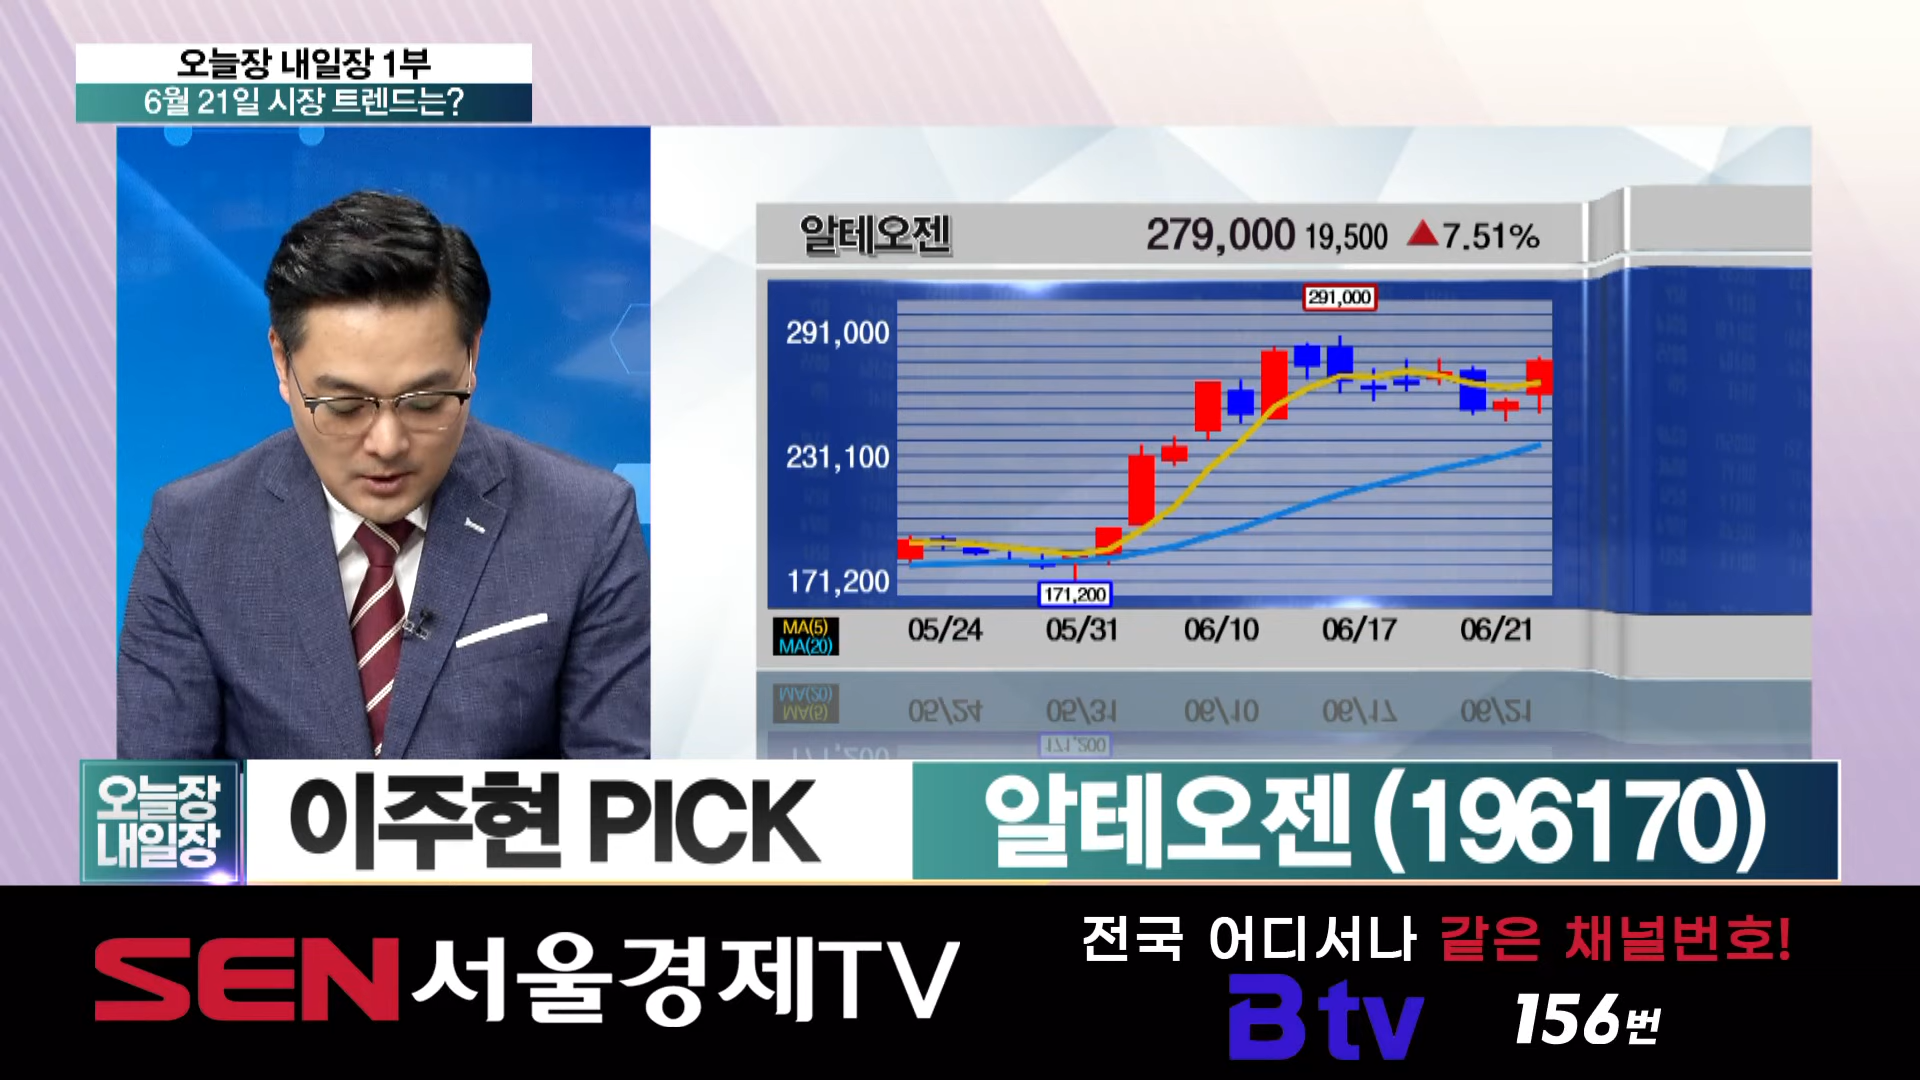 오늘장 내일장 1부
6월 21일 시장 트렌드는?
알테오젠 279,000 19,500 ▲7.51%
291,000
291,000
231,100
171,200
171,200
MA(5)
MA(20)
05/24 05/31 06/10 06/17 06/21
오늘장
내일장
이주현 PICK 알테오젠(196170)
SEN서울경제TV
전국 어디서나 같은 채널번호!
B tv 156번